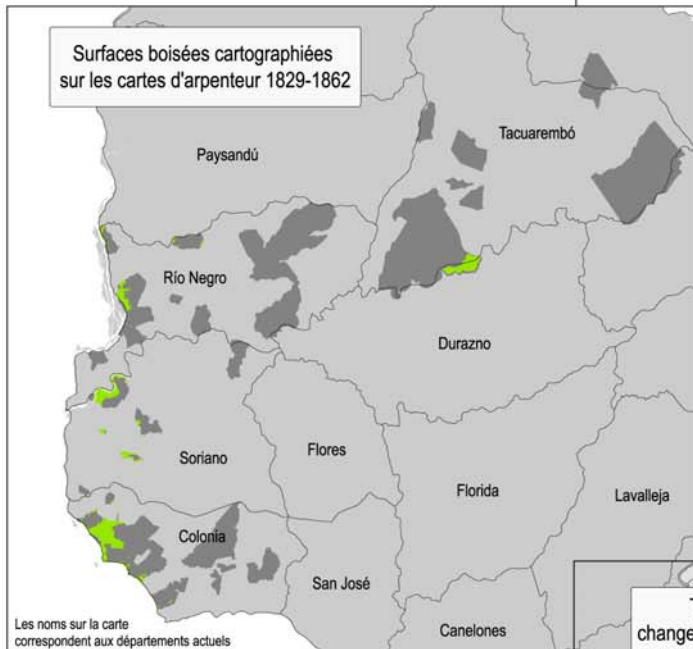 Surfaces boisées cartographiées
sur les cartes d'arpenteur 1829-1862
Tacuarembó
Paysandú
Río Negro
Durazno
Soriano
Flores
Florida
Lavalleja
Colonia
San José
Canelones
Les noms sur la carte
correspondent aux départements actuels
change